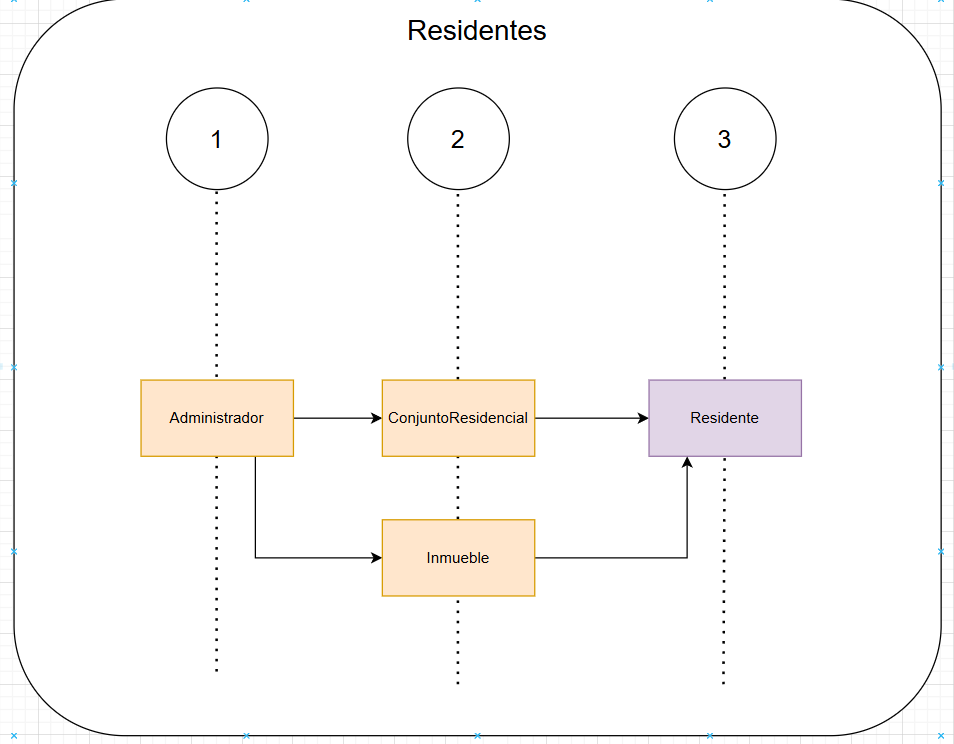 Residentes
1
2
3
Administrador
ConjuntoResidencial
Residente
Inmueble